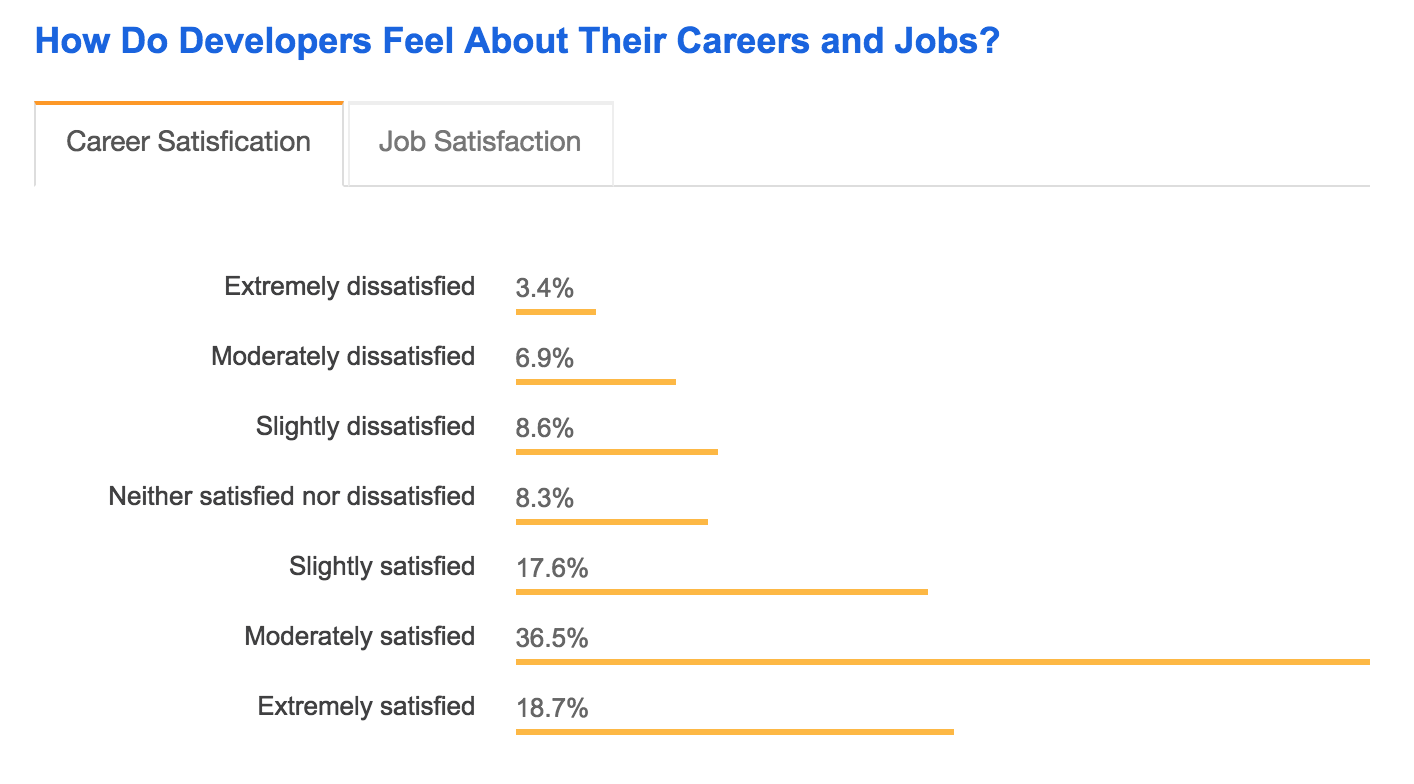 How Do Developers Feel About Their Careers and Jobs?
Career Satisfication
Job Satisfaction
Extremely dissatisfied 3.4%
Moderately dissatisfied 6.9%
Slightly dissatisfied 8.6%
Neither satisfied nor dissatisfied 8.3%
Slightly satisfied 17.6%
Moderately satisfied 36.5%
Extremely satisfied 18.7%